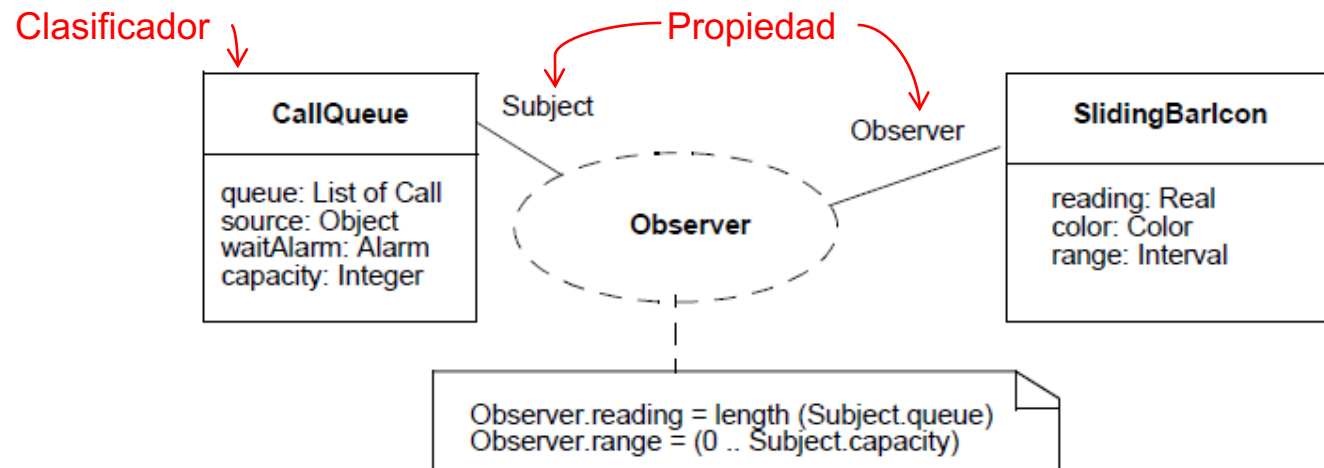 Clasificador
Propiedad
CallQueue
Subject
Observer
SlidingBarIcon
queue: List of Call
source: Object
waitAlarm: Alarm
capacity: Integer
Observer
reading: Real
color: Color
range: Interval
Observer.reading = length (Subject.queue)
Observer.range = (0 .. Subject.capacity)